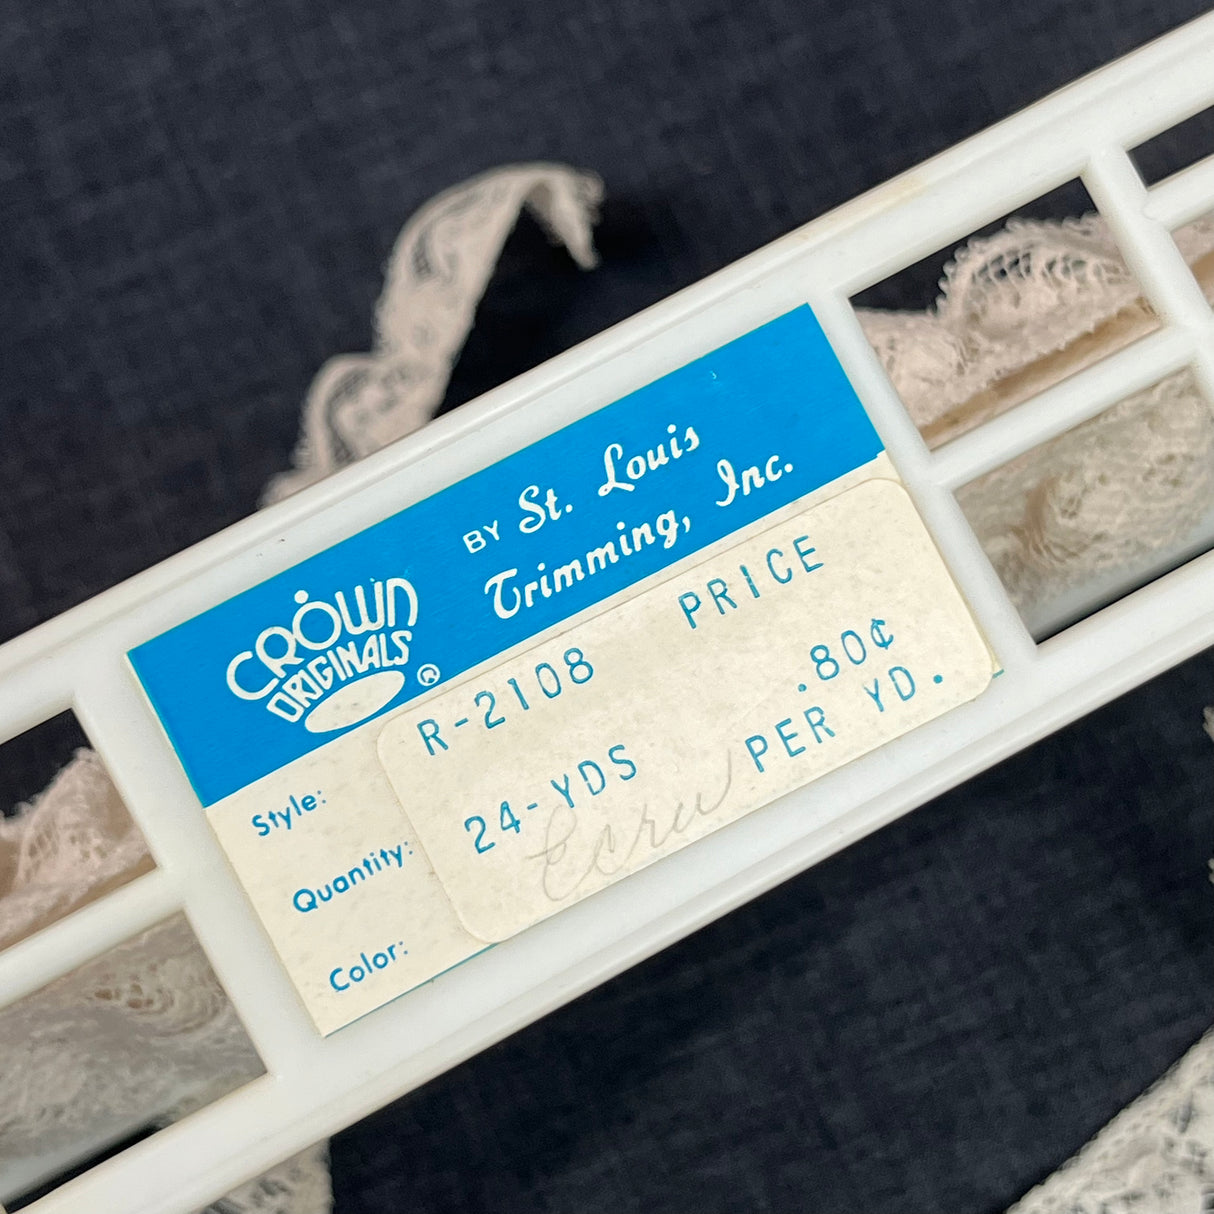 CROWN
ORIGINALS ®
BY St. Louis
Trimming, Inc.
Style: R-2108 PRICE
.80¢
Quantity: 24-YDS PER YD.
Color: Ecru